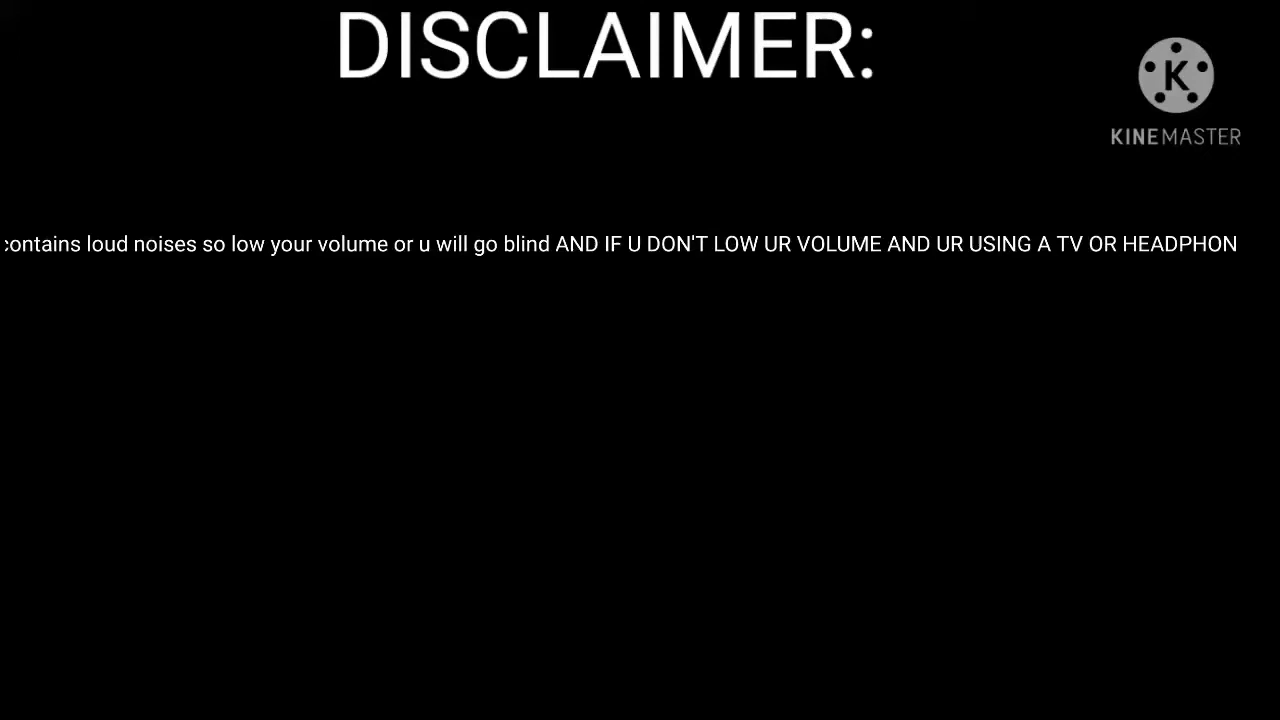 DISCLAIMER:
K
KINEMASTER
contains loud noises so low your volume or u will go blind AND IF U DON'T LOW UR VOLUME AND UR USING A TV OR HEADPHON